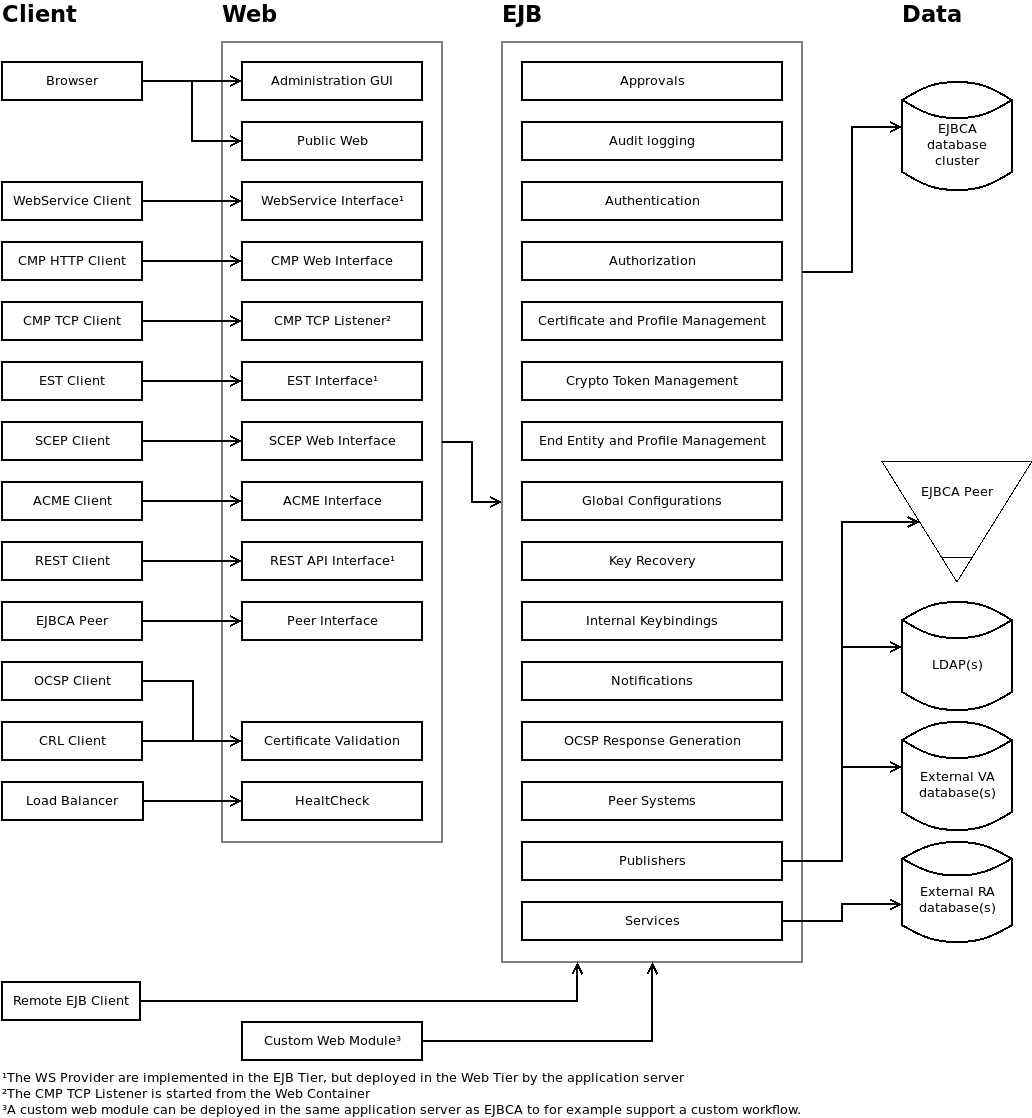 Client
Web
EJB
Data
Browser
Administration GUI
Approvals
EJBCA
database
cluster
Public Web
Audit logging
WebService Client
WebService Interface¹
Authentication
CMP HTTP Client
CMP Web Interface
Authorization
CMP TCP Client
CMP TCP Listener²
Certificate and Profile Management
EST Client
EST Interface¹
Crypto Token Management
SCEP Client
SCEP Web Interface
End Entity and Profile Management
ACME Client
ACME Interface
Global Configurations
EJBCA Peer
REST Client
REST API Interface¹
Key Recovery
EJBCA Peer
Peer Interface
Internal Keybindings
OCSP Client
Notifications
LDAP(s)
CRL Client
Certificate Validation
OCSP Response Generation
External VA
database(s)
Load Balancer
HealtCheck
Peer Systems
Publishers
External RA
database(s)
Services
Remote EJB Client
Custom Web Module³
¹The WS Provider are implemented in the EJB Tier, but deployed in the Web Tier by the application server
²The CMP TCP Listener is started from the Web Container
³A custom web module can be deployed in the same application server as EJBCA to for example support a custom workflow.